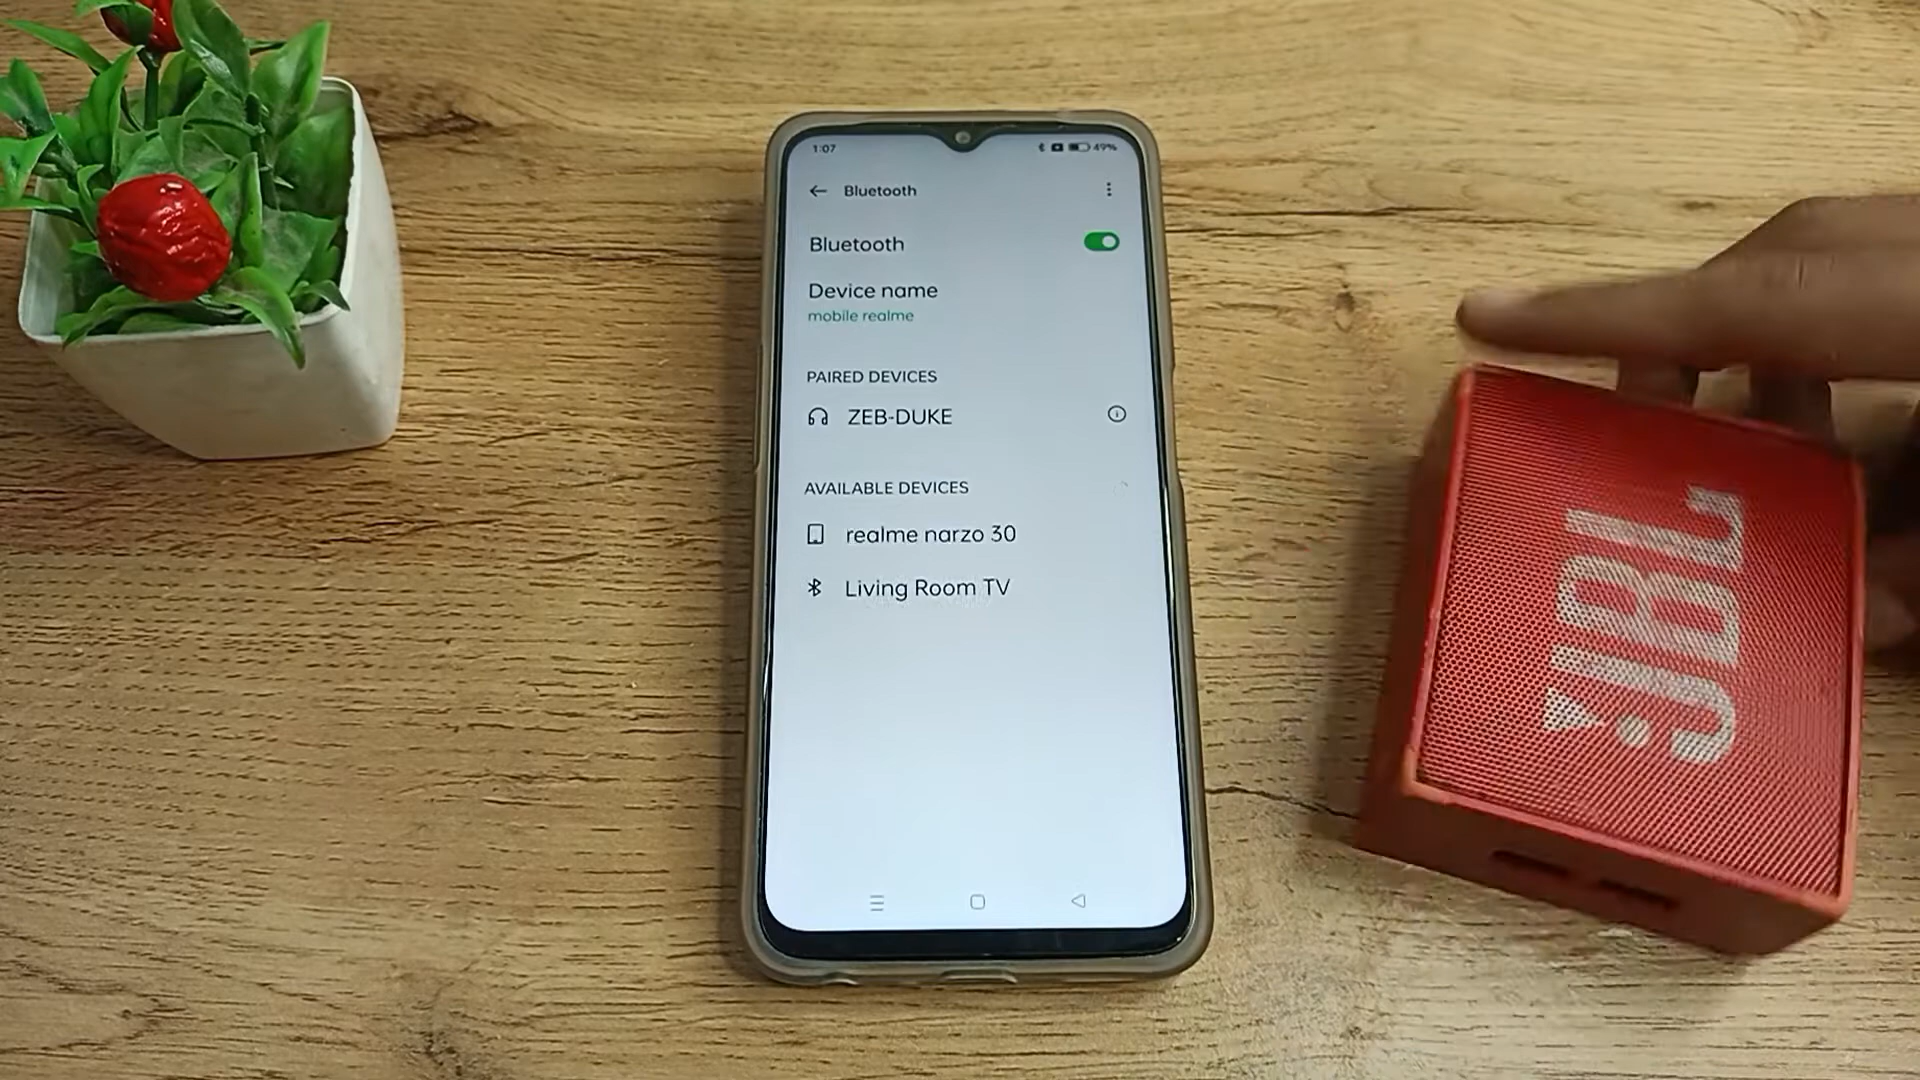 1:07
49%
Bluetooth
Bluetooth
Device name
mobile realme
PAIRED DEVICES
ZEB-DUKE
AVAILABLE DEVICES
realme narzo 30
Living Room TV
JBL